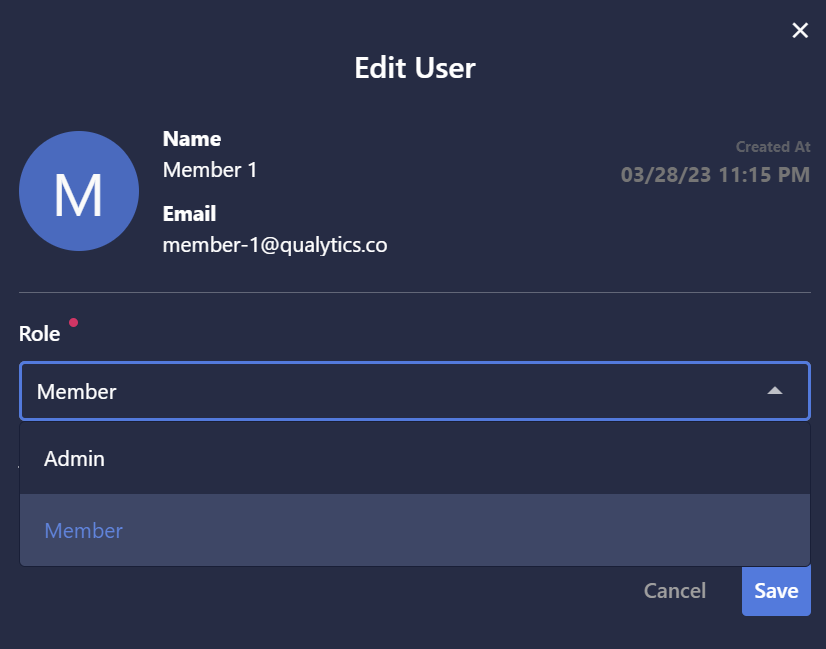 Edit User
M
Name
Member 1
Email
member-1@qualytics.co
Created At
03/28/23 11:15 PM
Role
Member
Admin
Member
Cancel
Save